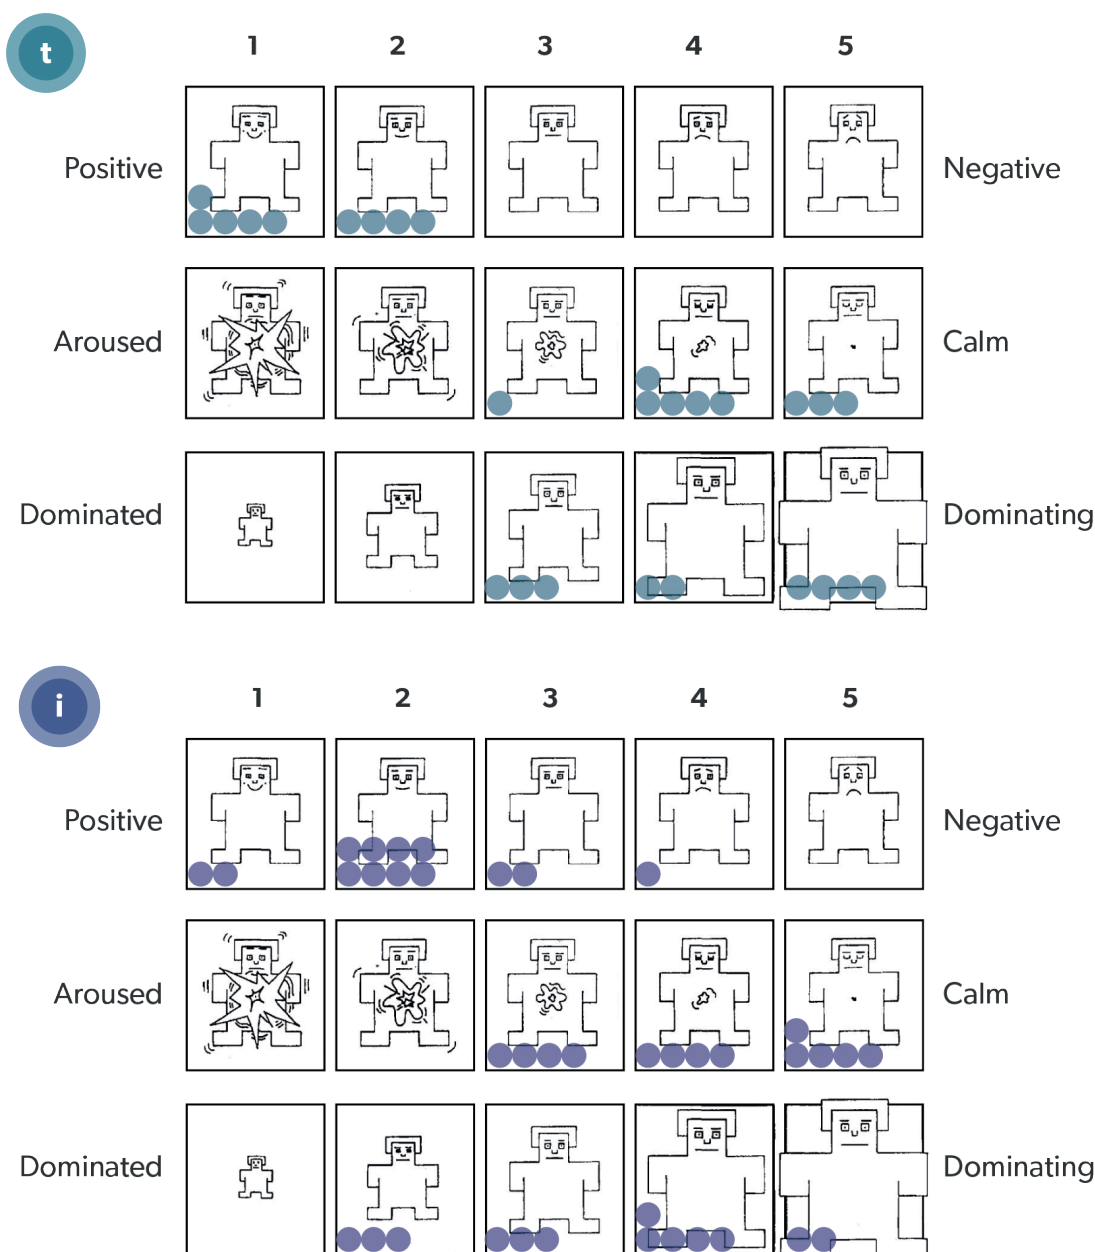 t
1 2 3 4 5
Positive Negative
Aroused Calm
Dominated Dominating
i
1 2 3 4 5
Positive Negative
Aroused Calm
Dominated Dominating